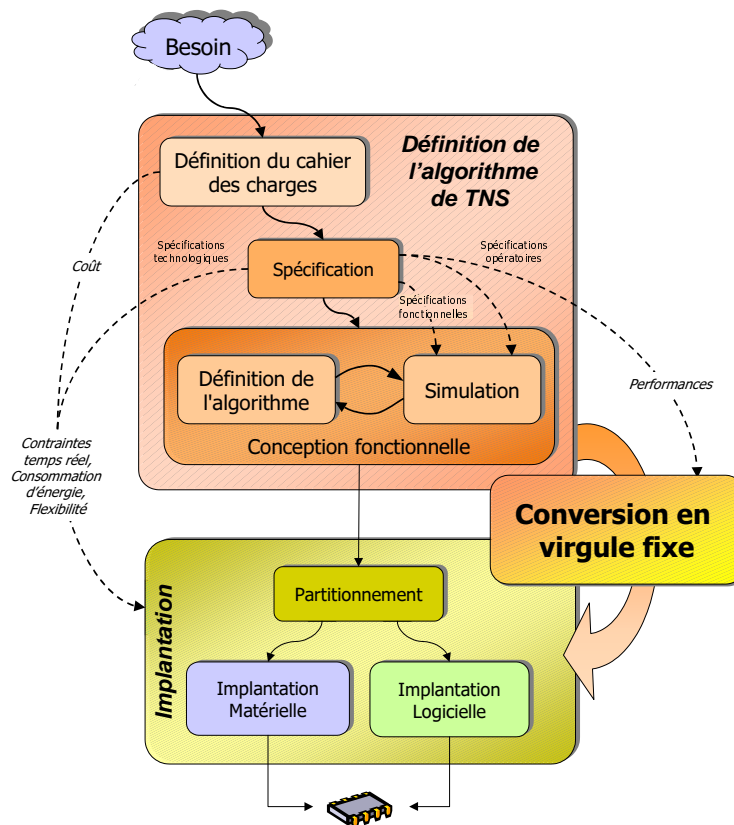 Besoin
Définition du cahier
des charges
Définition de
l'algorithme
de TNS
Coût
Spécifications
technologiques
Spécification
Spécifications
opératoires
Spécifications
fonctionnelles
Performances
Définition de
l'algorithme
Simulation
Conception fonctionnelle
Contraintes
temps réel,
Consommation
d'énergie,
Flexibilité
Conversion en
virgule fixe
Implantation
Partitionnement
Implantation
Matérielle
Implantation
Logicielle